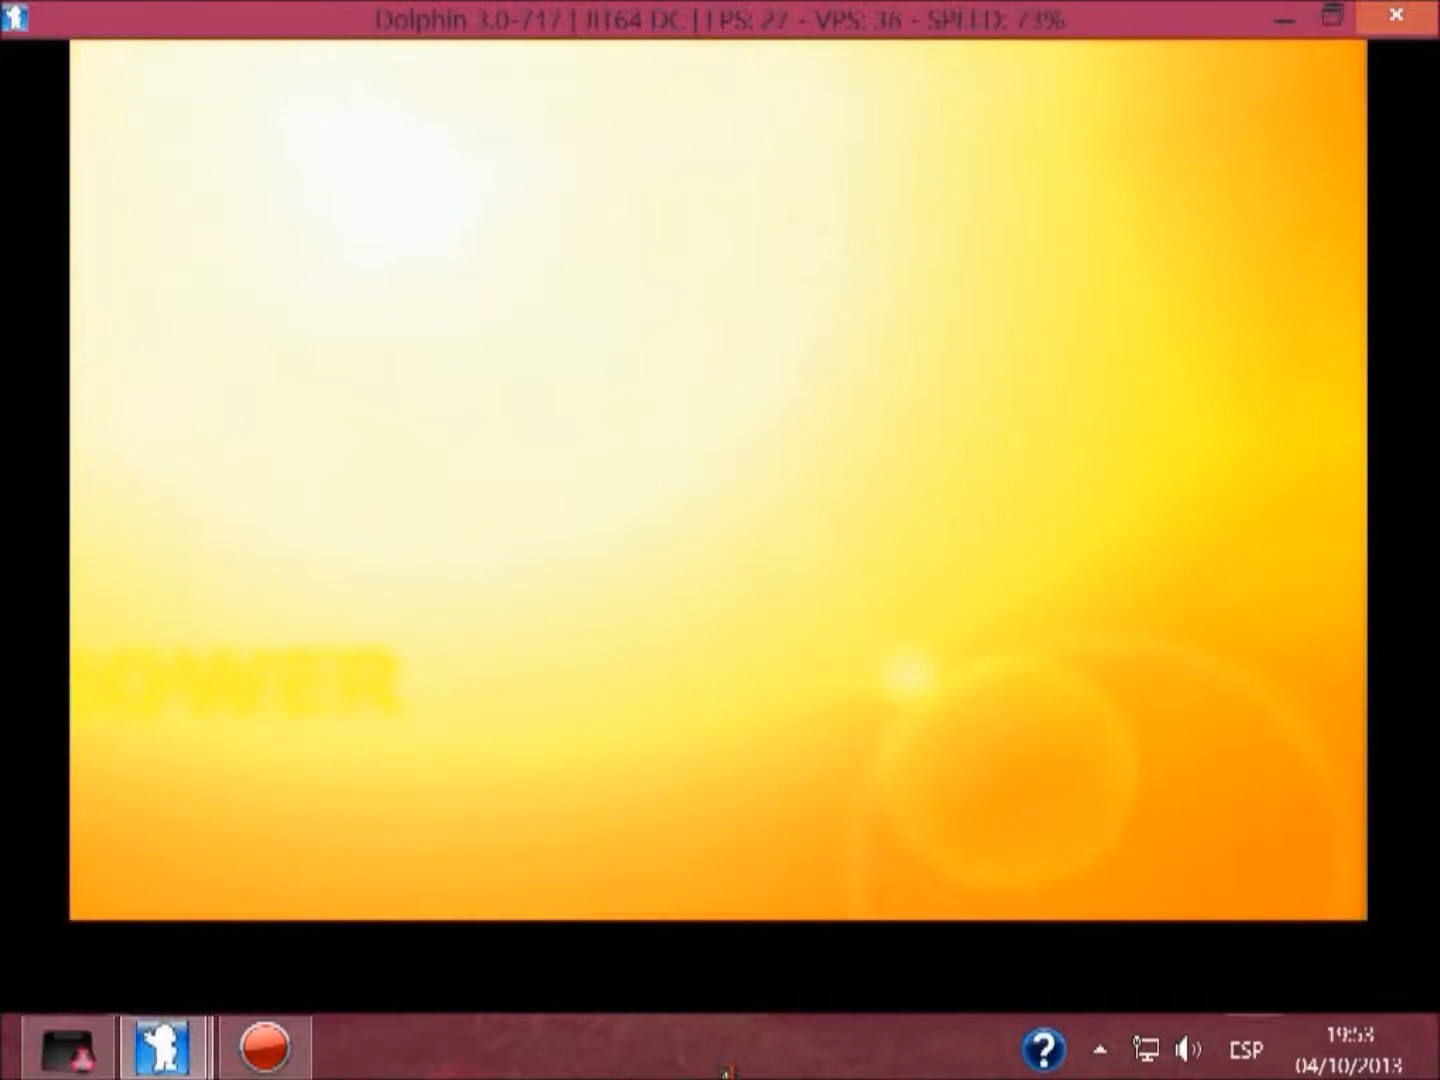 Dolphin 3.0-717 | JIT64 DC | FPS: 27 - VPS: 36 - SPEED: 73%
OWER
ESP
19:53
04/10/2013